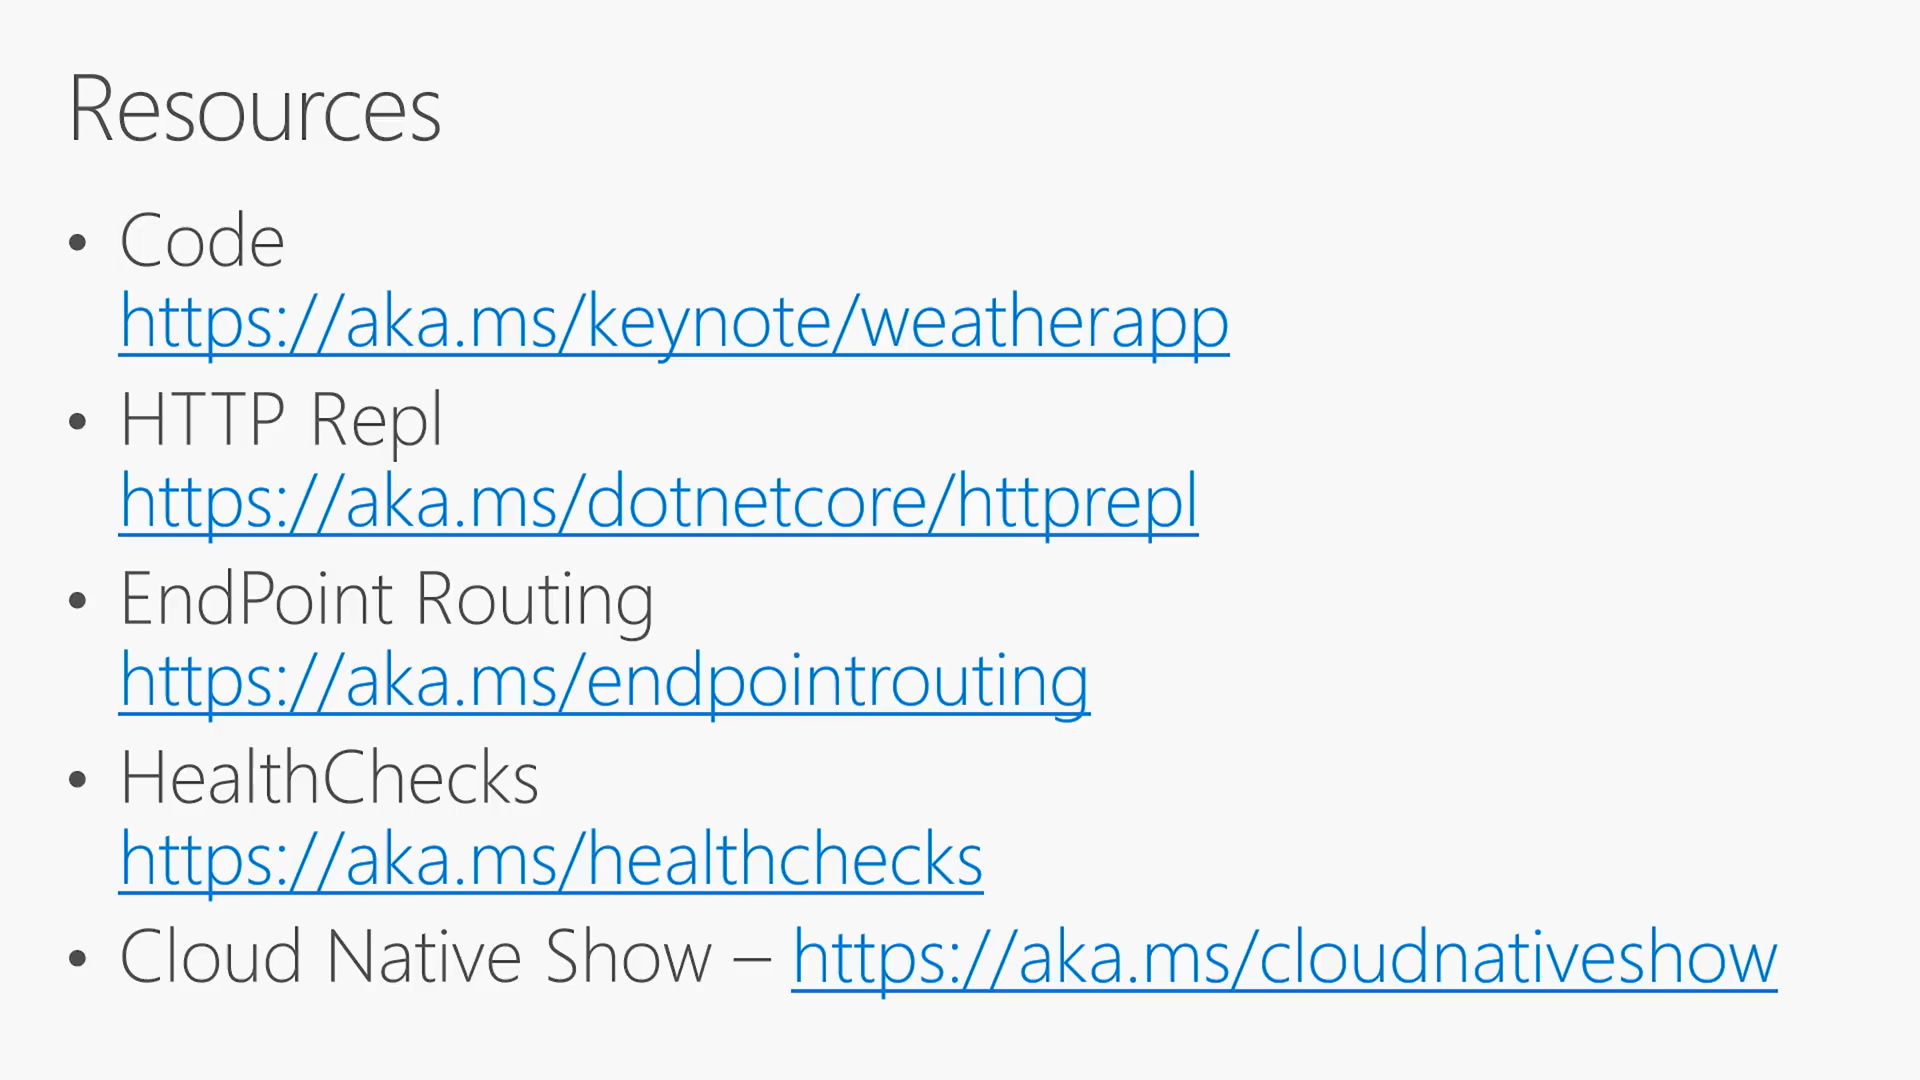 Resources
• Code
https://aka.ms/keynote/weatherapp
• HTTP Repl
https://aka.ms/dotnetcore/httprepl
• EndPoint Routing
https://aka.ms/endpointrouting
• HealthChecks
https://aka.ms/healthchecks
• Cloud Native Show – https://aka.ms/cloudnativeshow